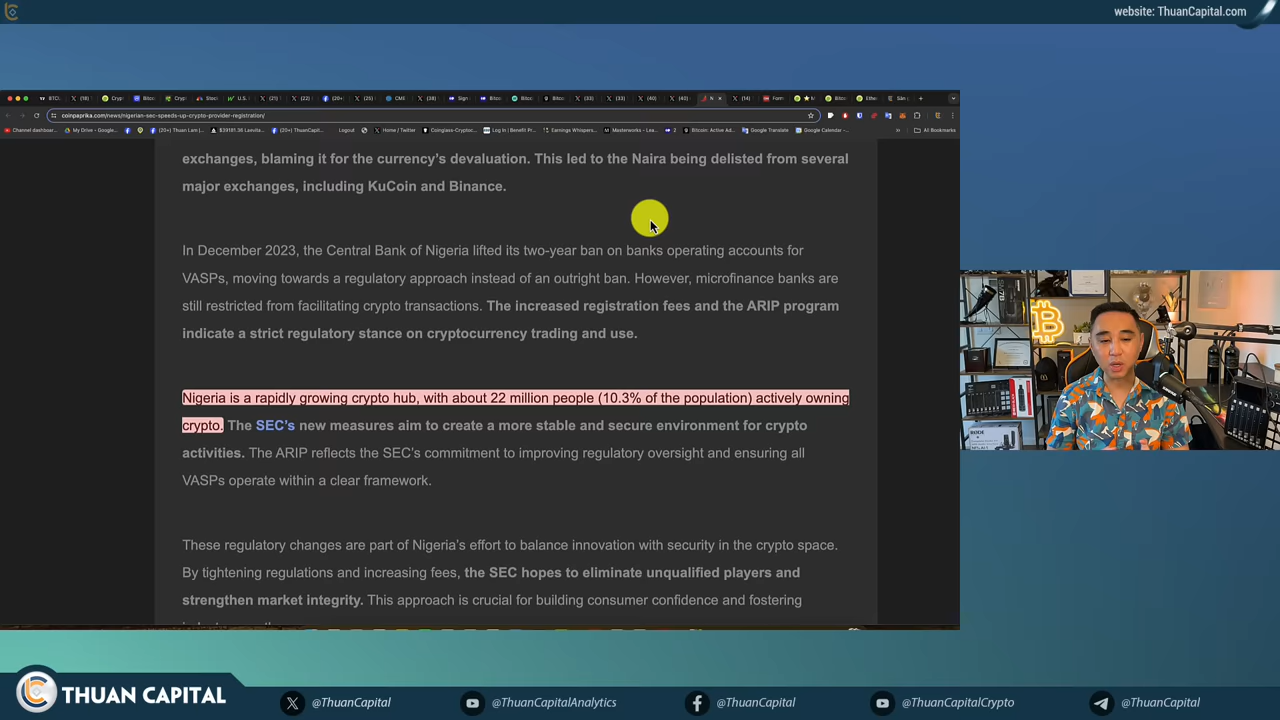 website: ThuanCapital.com
coinpaprika.com/news/nigerian-sec-speeds-up-crypto-provider-registration/
exchanges, blaming it for the currency's devaluation. This led to the Naira being delisted from several
major exchanges, including KuCoin and Binance.
In December 2023, the Central Bank of Nigeria lifted its two-year ban on banks operating accounts for
VASPs, moving towards a regulatory approach instead of an outright ban. However, microfinance banks are
still restricted from facilitating crypto transactions. The increased registration fees and the ARIP program
indicate a strict regulatory stance on cryptocurrency trading and use.
Nigeria is a rapidly growing crypto hub, with about 22 million people (10.3% of the population) actively owning
crypto. The SEC's new measures aim to create a more stable and secure environment for crypto
activities. The ARIP reflects the SEC's commitment to improving regulatory oversight and ensuring all
VASPs operate within a clear framework.
These regulatory changes are part of Nigeria's effort to balance innovation with security in the crypto space.
By tightening regulations and increasing fees, the SEC hopes to eliminate unqualified players and
strengthen market integrity. This approach is crucial for building consumer confidence and fostering
THUAN CAPITAL
@ThuanCapital
@ThuanCapitalAnalytics
@ThuanCapital
@ThuanCapitalCrypto
@ThuanCapital